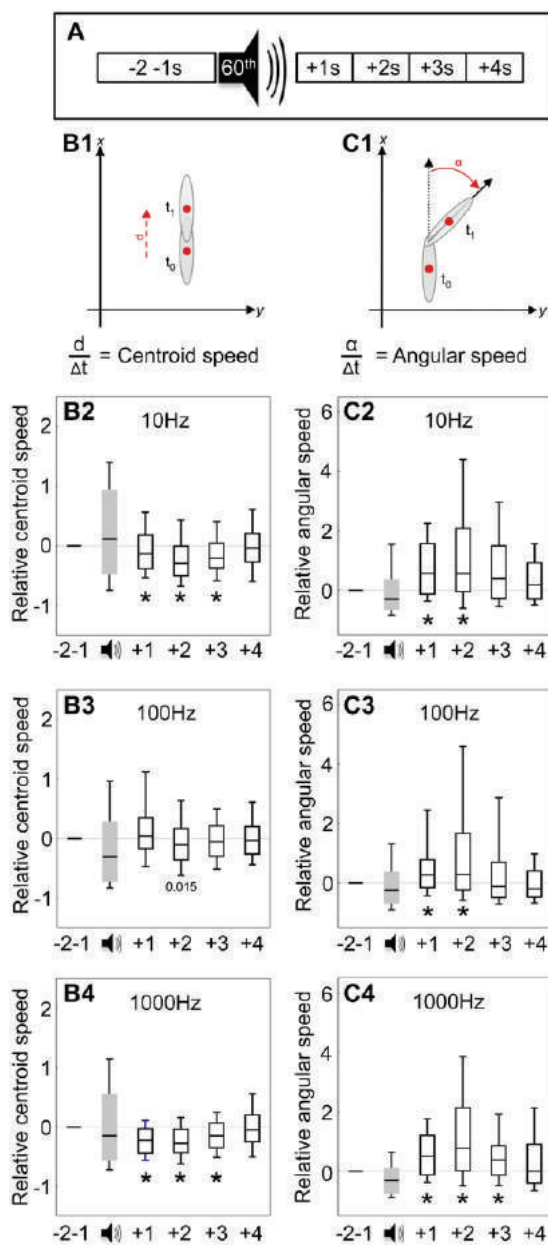 A
-2 -1s 60th +1s +2s +3s +4s
B1
x
t1
d
t0
y
d/Δt = Centroid speed
C1
x
α
t1
t0
y
α/Δt = Angular speed
B2
10Hz
Relative centroid speed
2
1
0
-1
* * *
-2-1 +1 +2 +3 +4
C2
10Hz
Relative angular speed
6
4
2
0
* *
-2-1 +1 +2 +3 +4
B3
100Hz
Relative centroid speed
2
1
0
-1
0.015
-2-1 +1 +2 +3 +4
C3
100Hz
Relative angular speed
6
4
2
0
* *
-2-1 +1 +2 +3 +4
B4
1000Hz
Relative centroid speed
2
1
0
-1
* * *
-2-1 +1 +2 +3 +4
C4
1000Hz
Relative angular speed
6
4
2
0
* * *
-2-1 +1 +2 +3 +4